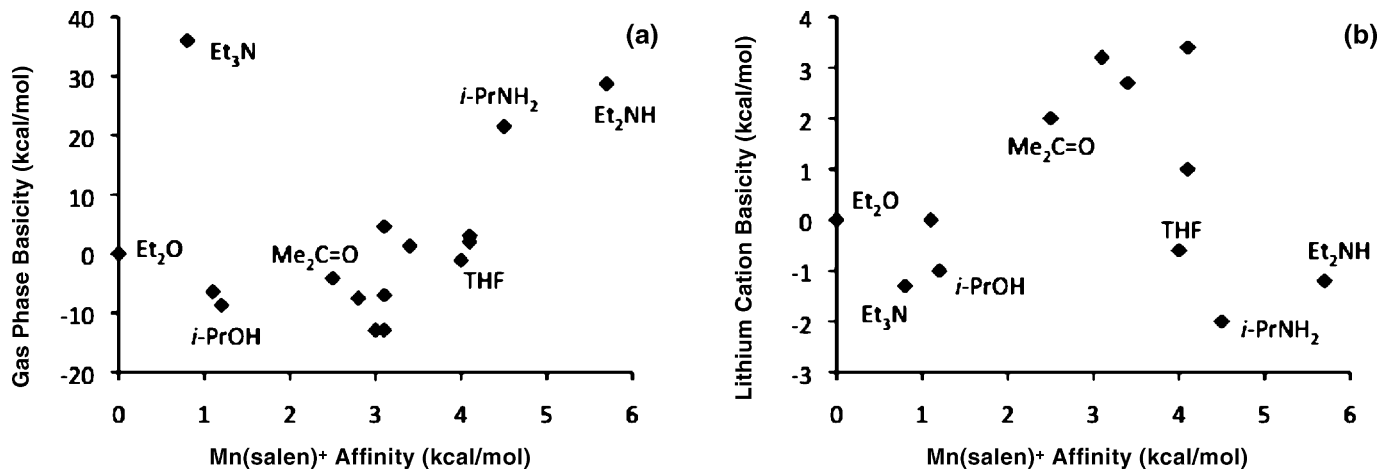 (a)
Gas Phase Basicity (kcal/mol)
40
30
20
10
0
-10
-20
Et₃N
i-PrNH₂
Et₂NH
Et₂O
Me₂C=O
THF
i-PrOH
0 1 2 3 4 5 6
Mn(salen)⁺ Affinity (kcal/mol)
(b)
Lithium Cation Basicity (kcal/mol)
4
3
2
1
0
-1
-2
-3
Me₂C=O
Et₂O
THF
Et₂NH
i-PrOH
Et₃N
i-PrNH₂
0 1 2 3 4 5 6
Mn(salen)⁺ Affinity (kcal/mol)